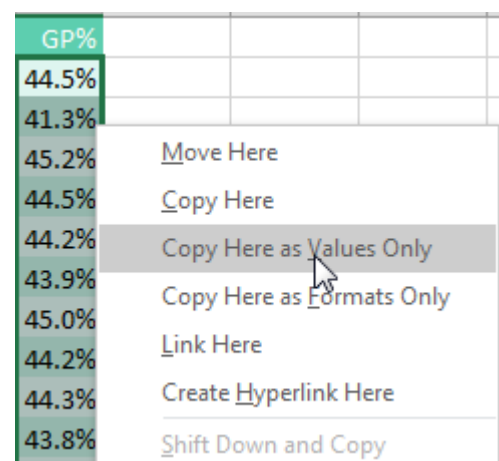 GP%
44.5%
41.3%
45.2%
44.5%
44.2%
43.9%
45.0%
44.2%
44.3%
43.8%
Move Here
Copy Here
Copy Here as Values Only
Copy Here as Formats Only
Link Here
Create Hyperlink Here
Shift Down and Copy